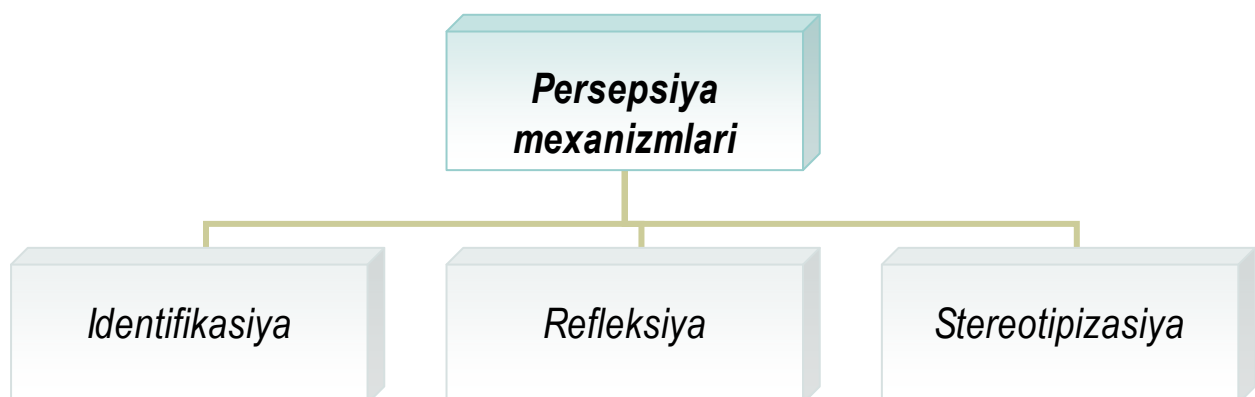 Persepsiya
mexanizmlari
Identifikasiya
Refleksiya
Stereotipizasiya